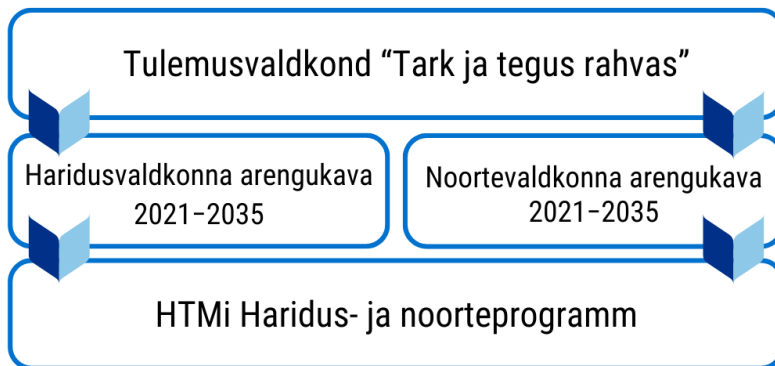 Tulemusvaldkond “Tark ja tegus rahvas”
Haridusvaldkonna arengukava
2021–2035
Noortevaldkonna arengukava
2021–2035
HTMi Haridus- ja noorteprogramm